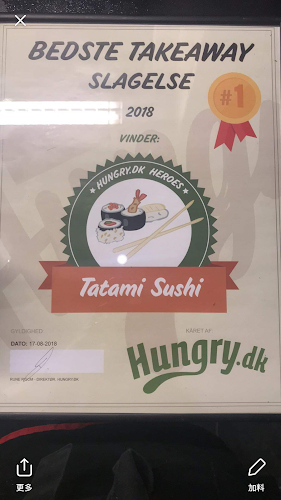 BEDSTE TAKEAWAY
SLAGELSE
#1
2018
VINDER:
HUNGRY.DK HEROES
Tatami Sushi
GYLDIGHED
DATO: 17-08-2018
KÅRET AF:
Hungry.dk
更多
加料